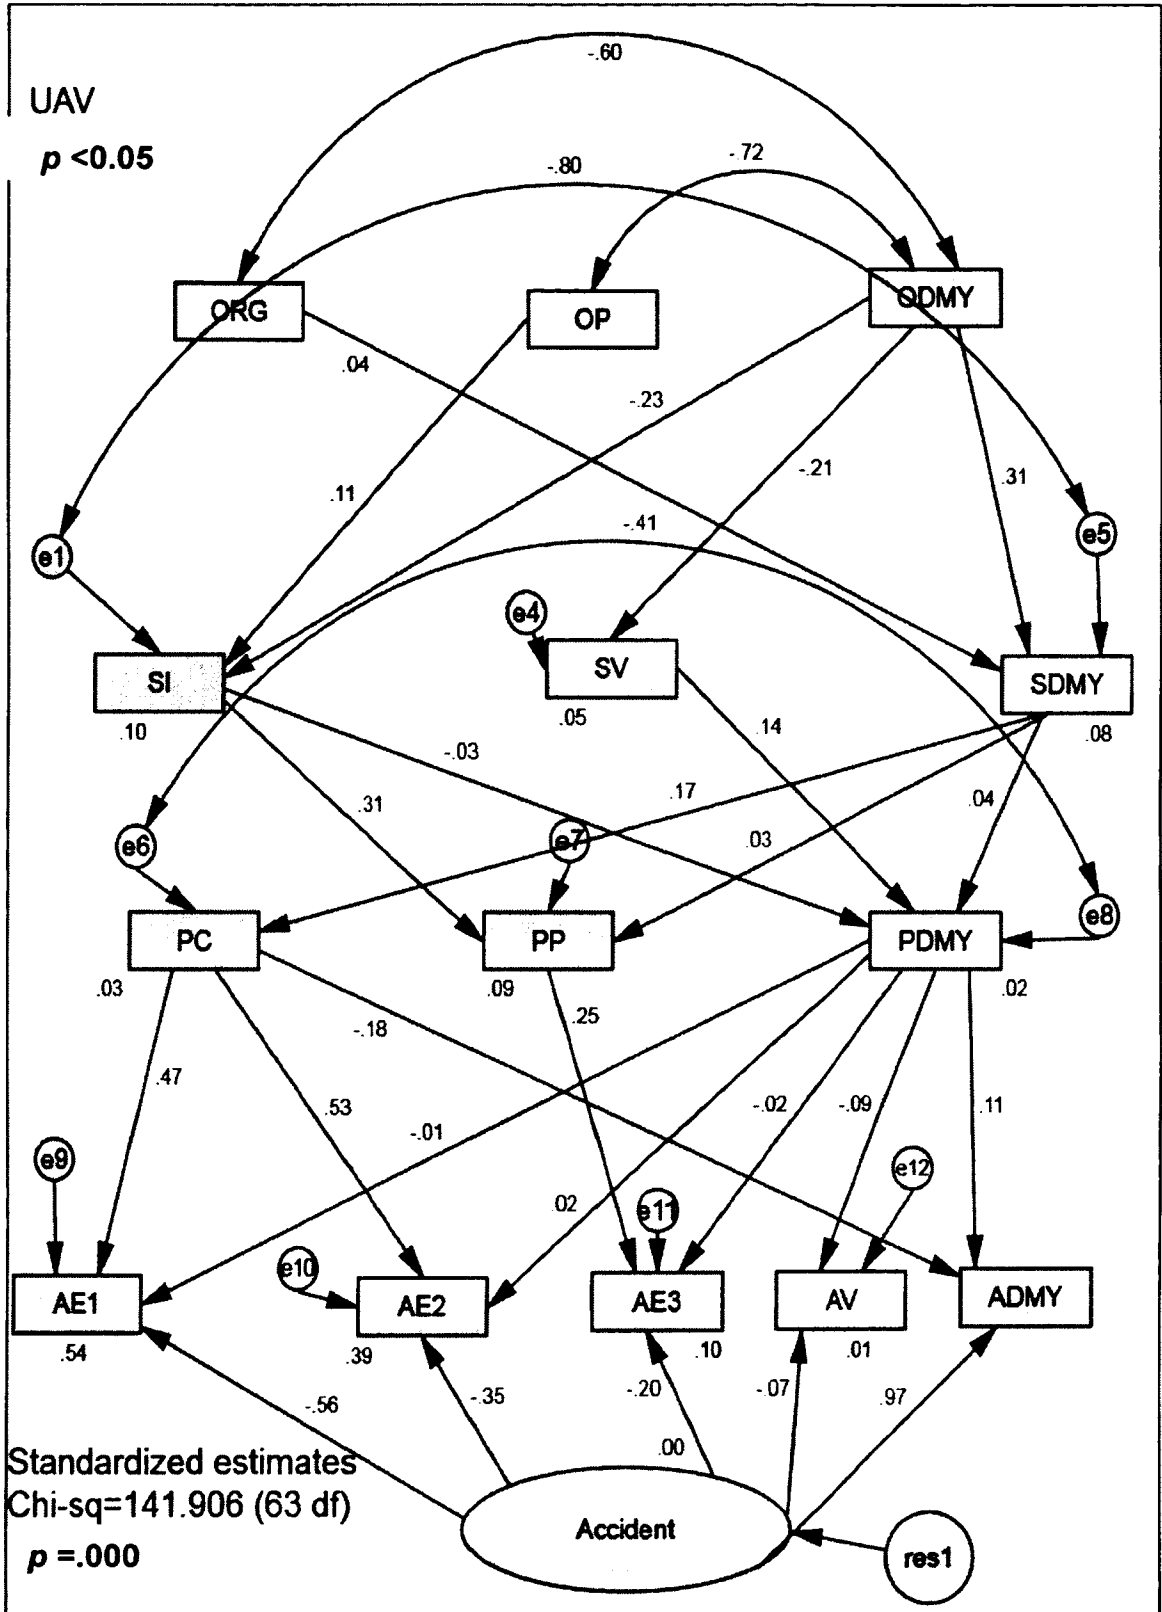 -.60
UAV
p <0.05
-.80
-.72
ORG
OP
ODMY
.04
-.23
-.21
.31
.11
-.41
e1
e5
e4
SI
SV
SDMY
.10
.05
.08
-.03
.14
.17
.31
.04
.03
e6
e7
e8
PC
PP
PDMY
.03
.09
.02
.25
-.18
.47
.53
-.01
-.02
-.09
.11
e9
e12
.02
e11
e10
AE1
AE2
AE3
AV
ADMY
.54
.39
.10
.01
-.56
-.35
-.20
-.07
.97
.00
Standardized estimates
Chi-sq=141.906 (63 df)
p =.000
Accident
res1